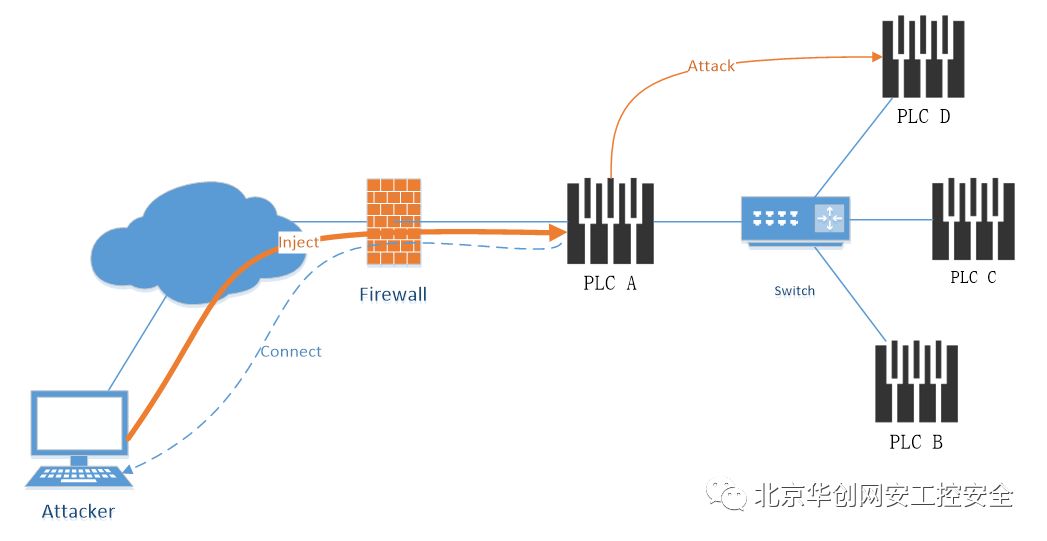 Attack
PLC D
Inject
Firewall
PLC A
Switch
PLC C
Connect
PLC B
Attacker
北京华创网安工控安全